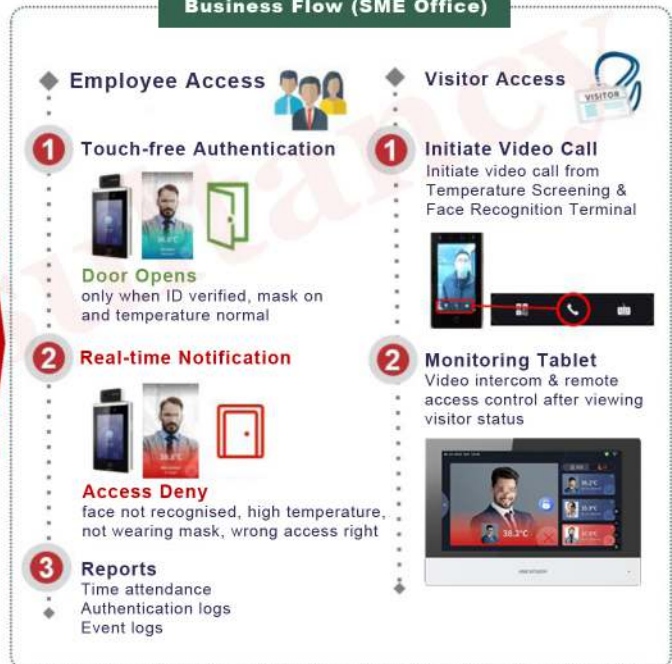 Business Flow (SME Office)
Employee Access
1
Touch-free Authentication
Door Opens
only when ID verified, mask on
and temperature normal
2
Real-time Notification
Access Deny
face not recognised, high temperature,
not wearing mask, wrong access right
3
Reports
Time attendance
Authentication logs
Event logs
Visitor Access
VISITOR
1
Initiate Video Call
Initiate video call from
Temperature Screening &
Face Recognition Terminal
2
Monitoring Tablet
Video intercom & remote
access control after viewing
visitor status
38.2°C
HIKVISION